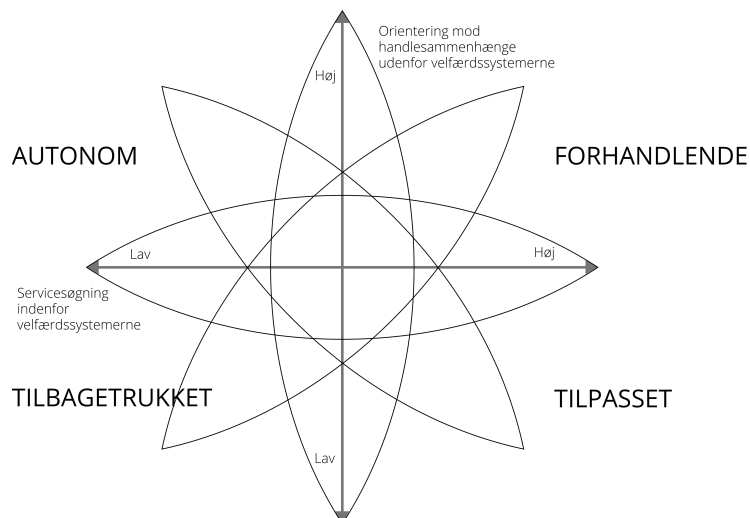 Orientering mod
handlesammenhænge
udenfor velfærdssystemerne
Høj
AUTONOM
FORHANDLENDE
Lav
Høj
Servicesøgning
indenfor
velfærdssystemerne
TILBAGETRUKKET
TILPASSET
Lav